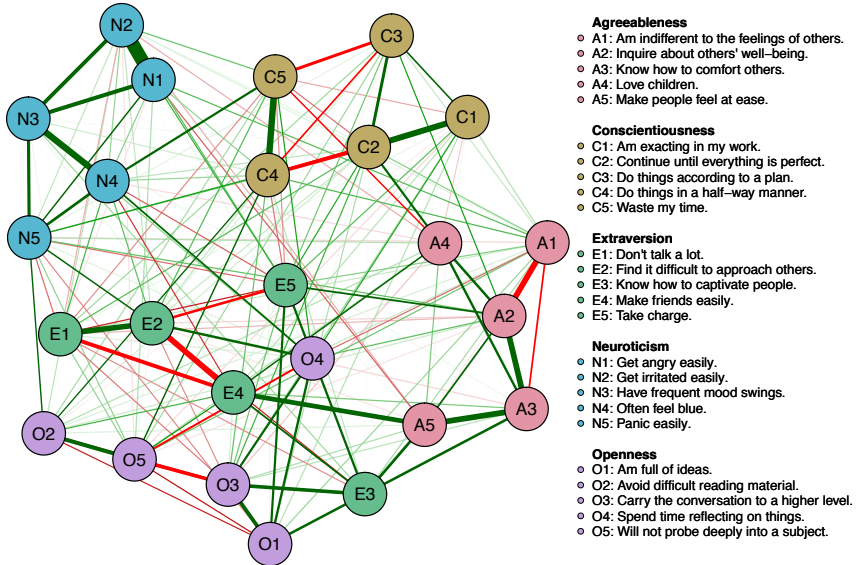 N2
C3
N1
C5
N3
C1
C2
N4
C4
N5
A4
A1
E5
A2
E1
E2
O4
E4
A3
A5
O2
O5
O3
E3
O1
Agreeableness
A1: Am indifferent to the feelings of others.
A2: Inquire about others' well−being.
A3: Know how to comfort others.
A4: Love children.
A5: Make people feel at ease.
Conscientiousness
C1: Am exacting in my work.
C2: Continue until everything is perfect.
C3: Do things according to a plan.
C4: Do things in a half−way manner.
C5: Waste my time.
Extraversion
E1: Don't talk a lot.
E2: Find it difficult to approach others.
E3: Know how to captivate people.
E4: Make friends easily.
E5: Take charge.
Neuroticism
N1: Get angry easily.
N2: Get irritated easily.
N3: Have frequent mood swings.
N4: Often feel blue.
N5: Panic easily.
Openness
O1: Am full of ideas.
O2: Avoid difficult reading material.
O3: Carry the conversation to a higher level.
O4: Spend time reflecting on things.
O5: Will not probe deeply into a subject.